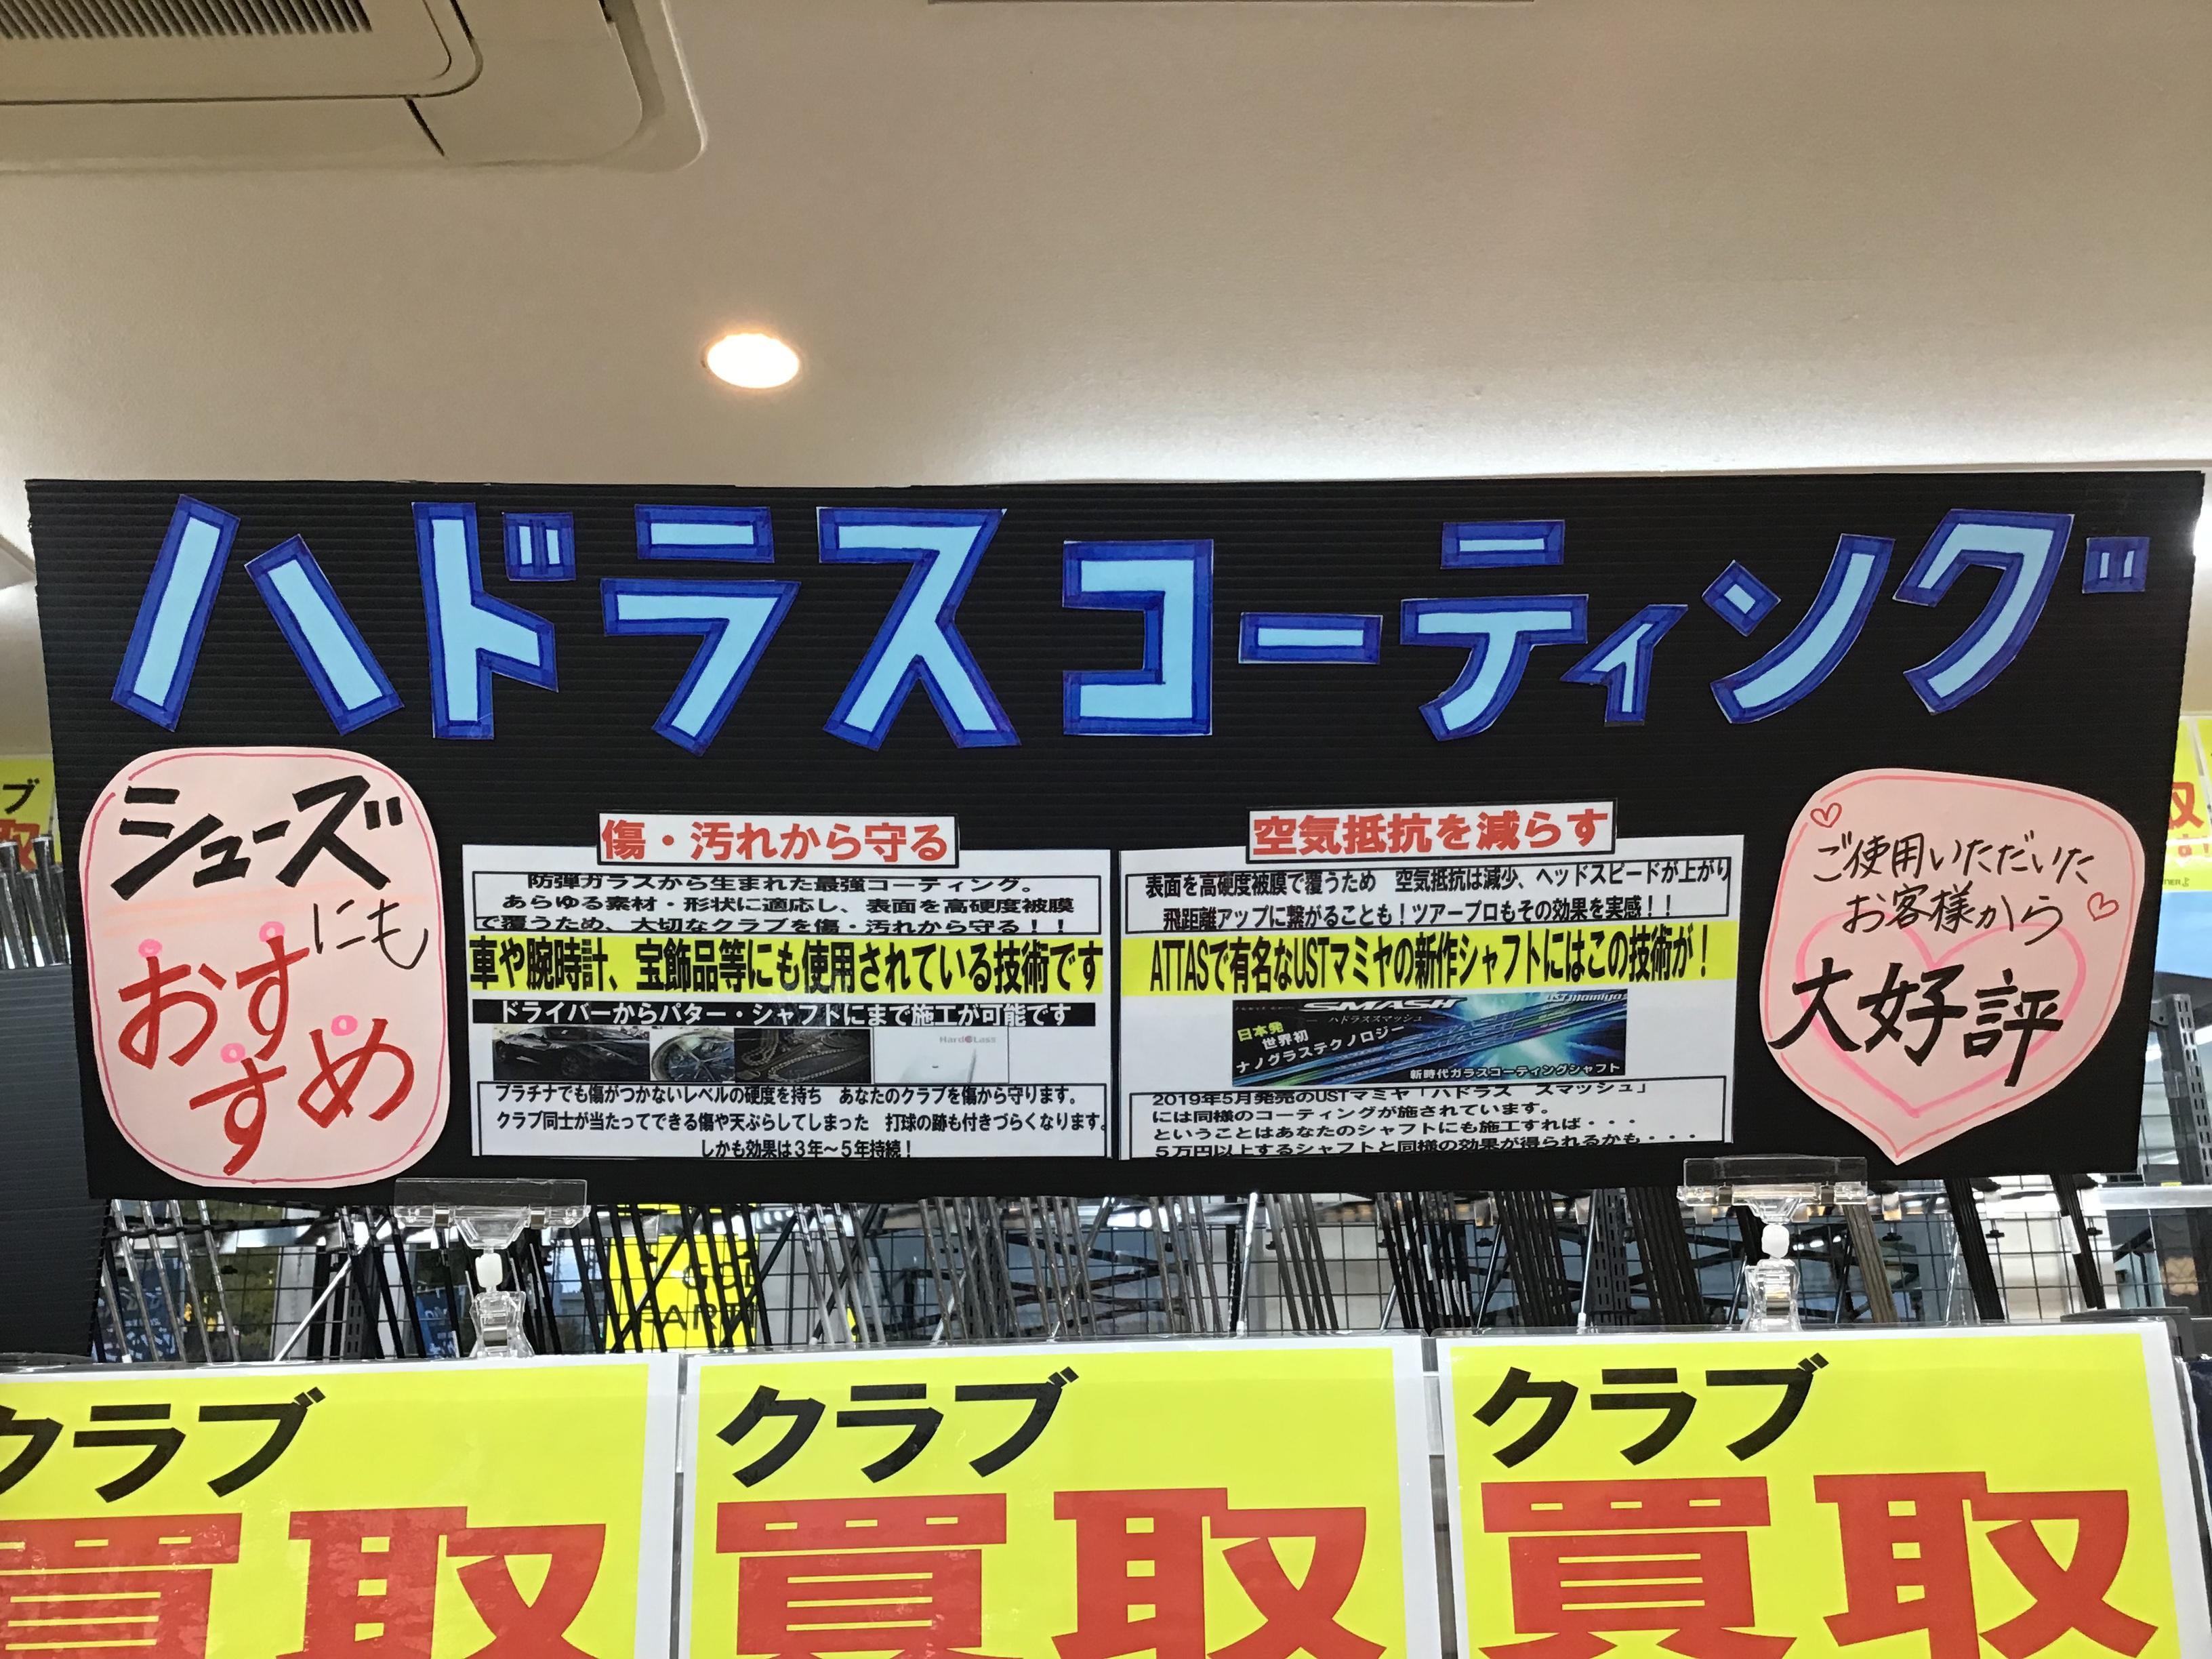 ハドラスコーティング
シューズ
にも
おす
すめ
傷・汚れから守る
防弾ガラスから生まれた最強コーティング。
あらゆる素材・形状に適応し、表面を高硬度被膜
で覆うため、大切なクラブを傷・汚れから守る！！
車や腕時計、宝飾品等にも使用されている技術です
ドライバーからパター・シャフトにまで施工が可能です
HardoLass
プラチナでも傷がつかないレベルの硬度を持ち　あなたのクラブを傷から守ります。
クラブ同士が当たってできる傷や天ぷらしてしまった　打球の跡も付きづらくなります。
しかも効果は３年～５年持続！
空気抵抗を減らす
表面を高硬度被膜で覆うため　空気抵抗は減少、ヘッドスピードが上がり
飛距離アップに繋がることも！ツアープロもその効果を実感！！
ATTASで有名なUSTマミヤの新作シャフトにはこの技術が！
SMASH
UST Mamiya
ハドラススマッシュ
日本発
世界初
ナノグラステクノロジー
新時代ガラスコーティングシャフト
2019年5月発売のUSTマミヤ「ハドラス　スマッシュ」
には同様のコーティングが施されています。
ということはあなたのシャフトにも施工すれば・・・
５万円以上するシャフトと同様の効果が得られるかも・・・
ご使用いただいた
お客様から
大好評
クラブ
買取
クラブ
買取
クラブ
買取